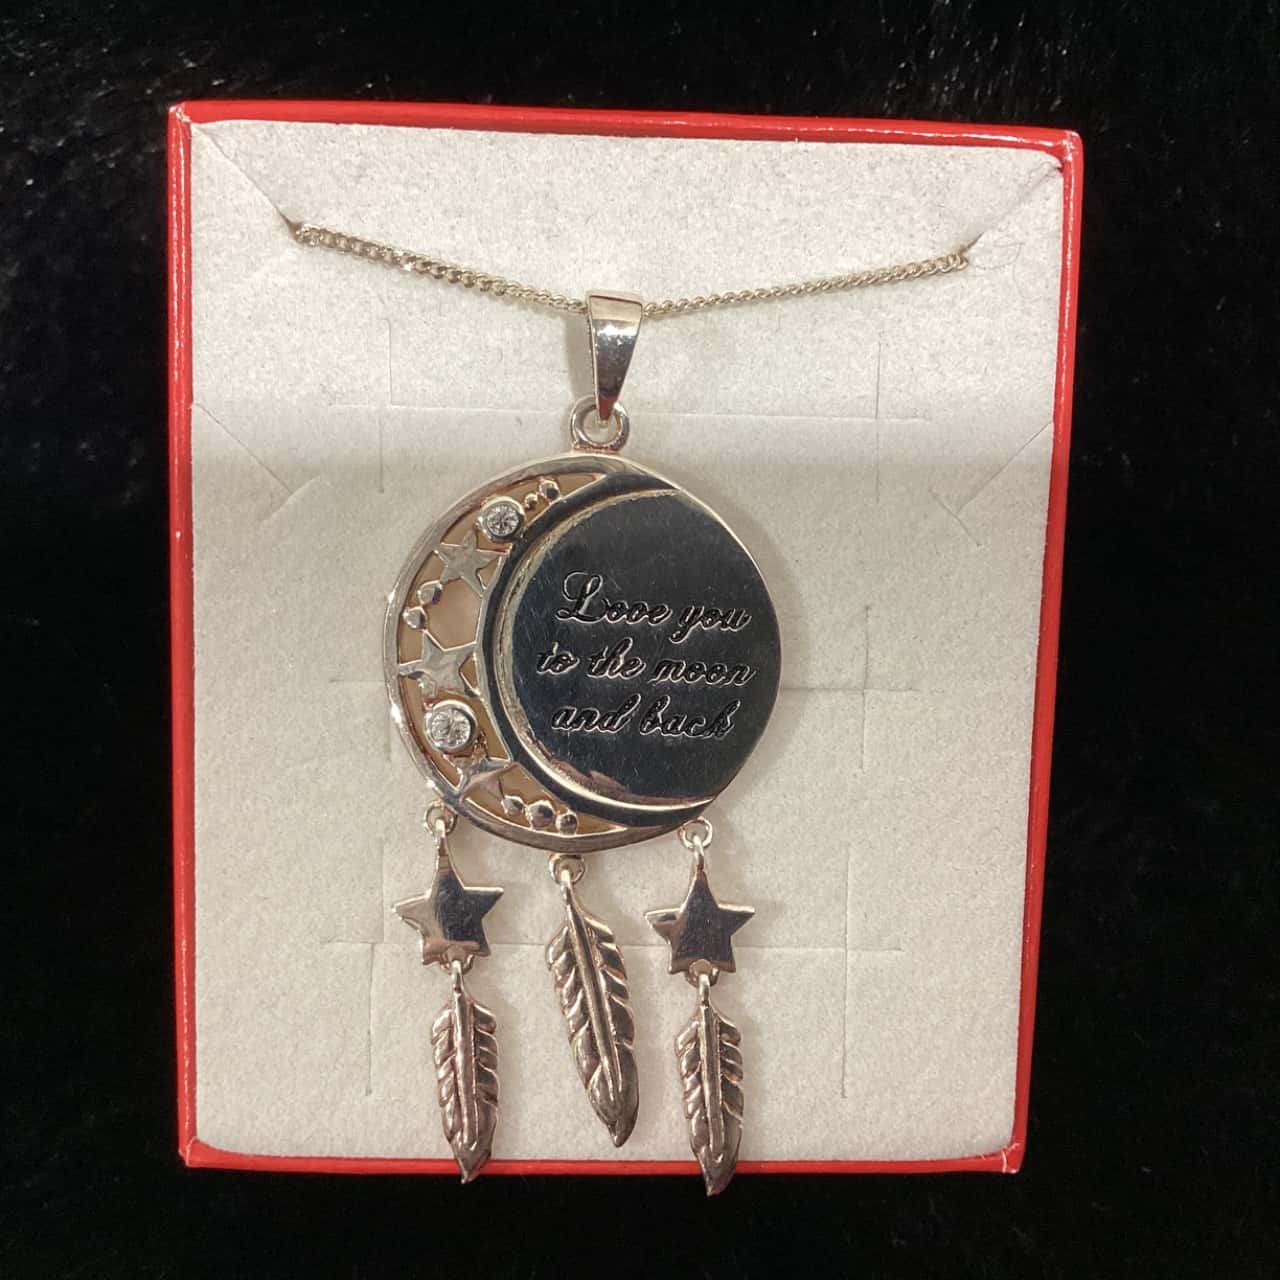 Love you
to the moon
and back